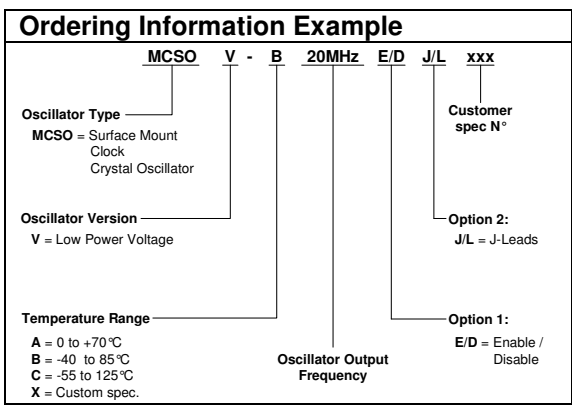 Ordering Information Example
MCSO V - B 20MHz E/D J/L xxx
Oscillator Type
MCSO = Surface Mount
Clock
Crystal Oscillator
Customer
spec N°
Oscillator Version
V = Low Power Voltage
Option 2:
J/L = J-Leads
Temperature Range
A = 0 to +70°C
B = -40 to 85°C
C = -55 to 125°C
X = Custom spec.
Oscillator Output
Frequency
Option 1:
E/D = Enable /
Disable